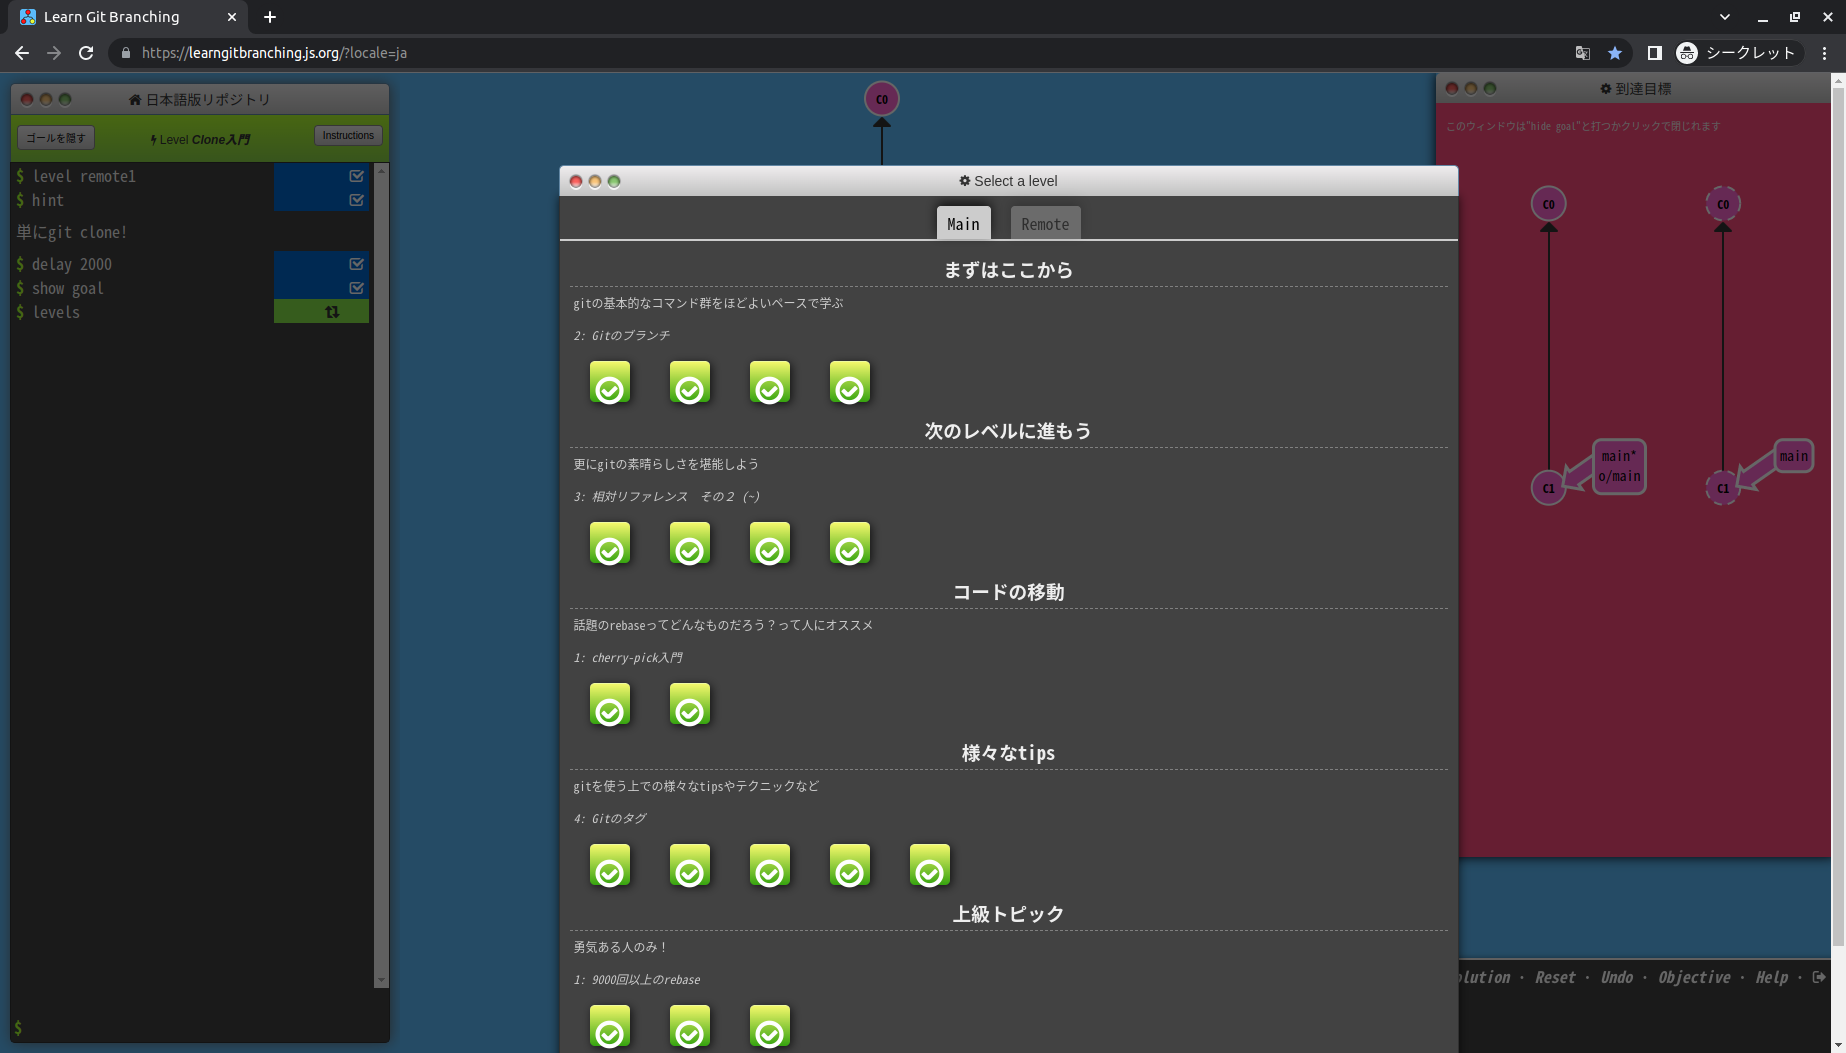 Learn Git Branching
https://learngitbranching.js.org/?locale=ja
シークレット
日本語版リポジトリ
ゴールを隠す
Level Clone入門
Instructions
$ level remote1
$ hint
単にgit clone!
$ delay 2000
$ show goal
$ levels
$
C0
Select a level
Main
Remote
まずはここから
gitの基本的なコマンド群をほどよいペースで学ぶ
2: Gitのブランチ
次のレベルに進もう
更にgitの素晴らしさを堪能しよう
3: 相対リファレンス　その２ (~)
コードの移動
話題のrebaseってどんなものだろう？って人にオススメ
1: cherry-pick入門
様々なtips
gitを使う上での様々なtipsやテクニックなど
4: Gitのタグ
上級トピック
勇気ある人のみ！
1: 9000回以上のrebase
到達目標
このウィンドウは"hide goal"と打つかクリックで閉じれます
C0
C0
main*
o/main
main
C1
C1
olution · Reset · Undo · Objective · Help ·